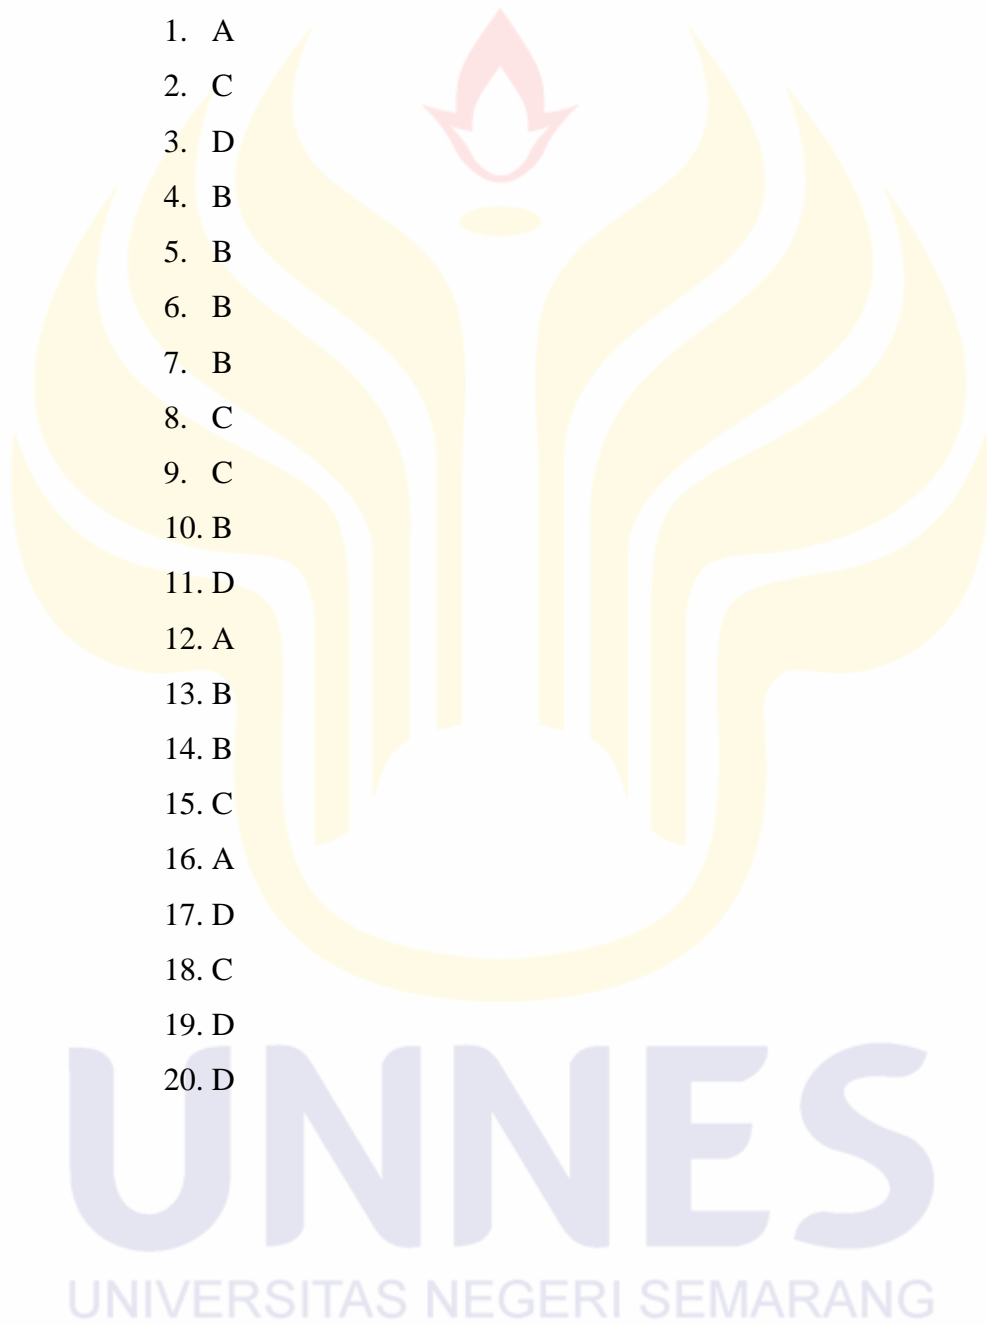 1. A
2. C
3. D
4. B
5. B
6. B
7. B
8. C
9. C
10. B
11. D
12. A
13. B
14. B
15. C
16. A
17. D
18. C
19. D
20. D
UNNES
UNIVERSITAS NEGERI SEMARANG